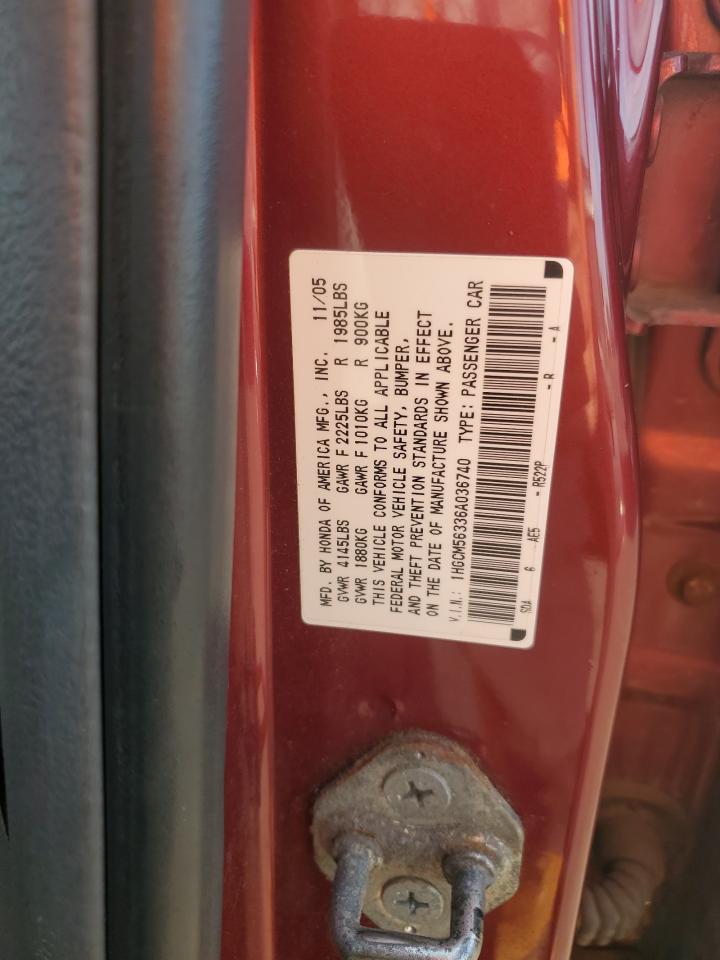 MFD. BY HONDA OF AMERICA MFG., INC. 11/05
GVWR 4145LBS GAWR F 2225LBS R 1985LBS
GVWR 1880KG GAWR F 1010KG R 900KG
THIS VEHICLE CONFORMS TO ALL APPLICABLE
FEDERAL MOTOR VEHICLE SAFETY, BUMPER,
AND THEFT PREVENTION STANDARDS IN EFFECT
ON THE DATE OF MANUFACTURE SHOWN ABOVE.
V.I.N.: 1HGCM56336A036740 TYPE: PASSENGER CAR
SDA 6 AE5 - R522P - R - A